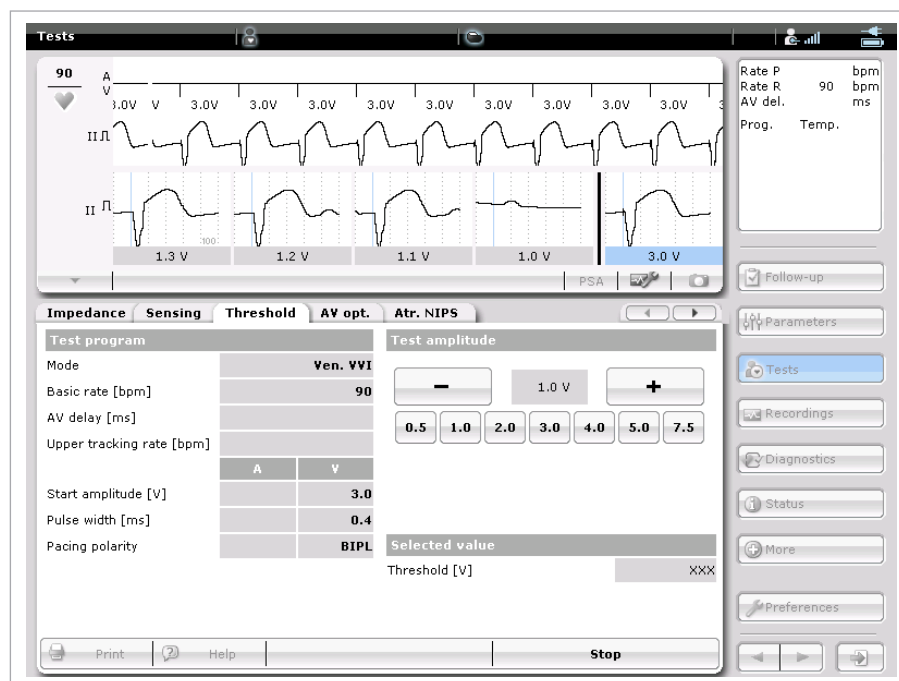 Tests
90 A
V
3.0V V 3.0V 3.0V 3.0V 3.0V 3.0V 3.0V 3.0V 3.0V 3.0V
II
II
100
1.3 V 1.2 V 1.1 V 1.0 V 3.0 V
PSA
Rate P bpm
Rate R 90 bpm
AV del. ms
Prog. Temp.
Impedance Sensing Threshold AV opt. Atr. NIPS
Test program
Mode Ven. VVI
Basic rate [bpm] 90
AV delay [ms]
Upper tracking rate [bpm]
A V
Start amplitude [V] 3.0
Pulse width [ms] 0.4
Pacing polarity BIPL
Test amplitude
− 1.0 V +
0.5 1.0 2.0 3.0 4.0 5.0 7.5
Selected value
Threshold [V] XXX
Print Help Stop
Follow-up
Parameters
Tests
Recordings
Diagnostics
Status
More
Preferences